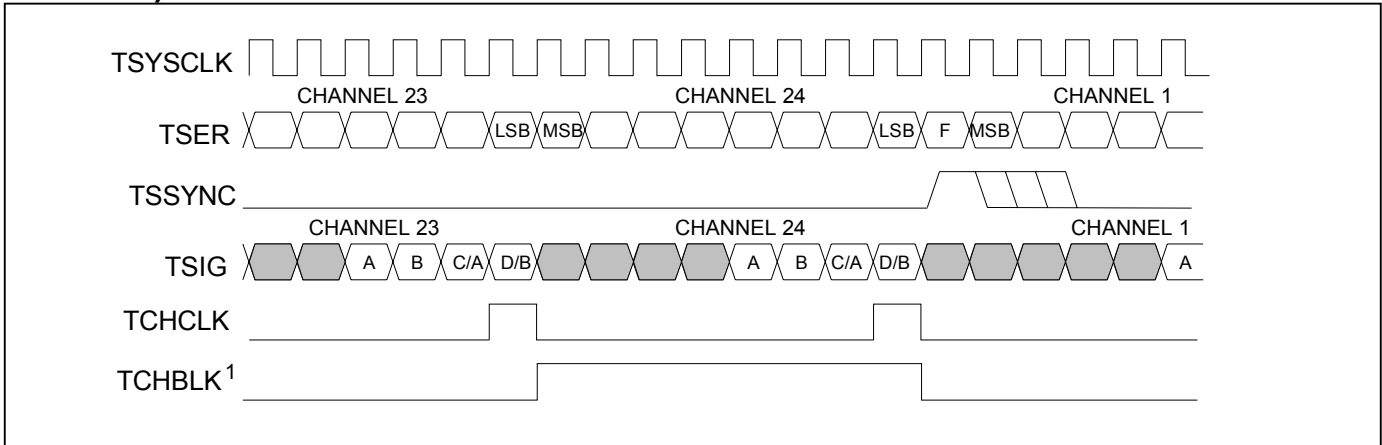 TSYSCLK
CHANNEL 23 CHANNEL 24 CHANNEL 1
TSER LSB MSB LSB F MSB
TSSYNC
CHANNEL 23 CHANNEL 24 CHANNEL 1
TSIG A B C/A D/B A B C/A D/B A
TCHCLK
TCHBLK1